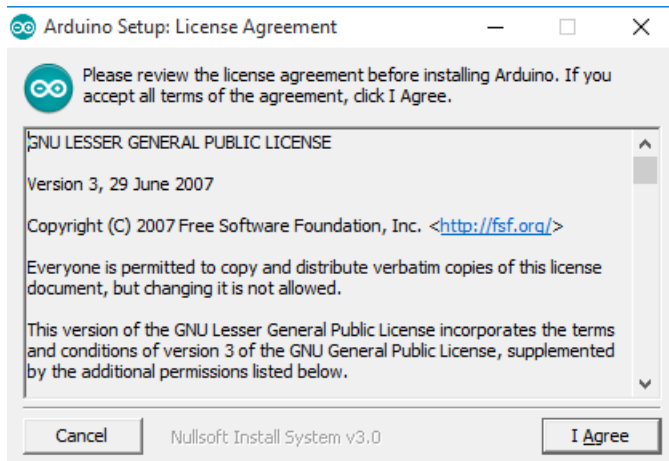 Arduino Setup: License Agreement
Please review the license agreement before installing Arduino. If you
accept all terms of the agreement, click I Agree.
GNU LESSER GENERAL PUBLIC LICENSE
Version 3, 29 June 2007
Copyright (C) 2007 Free Software Foundation, Inc. <http://fsf.org/>
Everyone is permitted to copy and distribute verbatim copies of this license
document, but changing it is not allowed.
This version of the GNU Lesser General Public License incorporates the terms
and conditions of version 3 of the GNU General Public License, supplemented
by the additional permissions listed below.
Cancel
Nullsoft Install System v3.0
I Agree